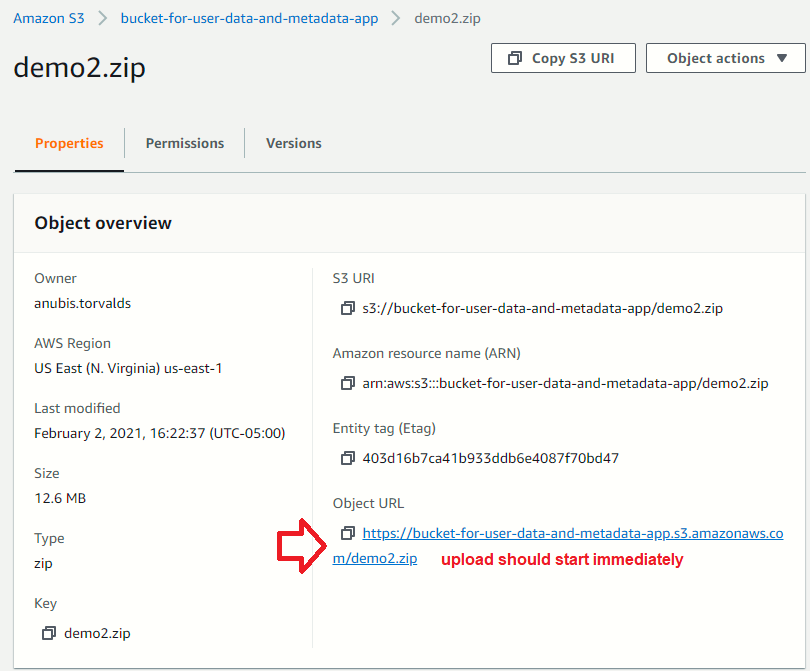 Amazon S3 > bucket-for-user-data-and-metadata-app > demo2.zip
demo2.zip
Copy S3 URI
Object actions ▼
Properties
Permissions
Versions
Object overview
Owner
anubis.torvalds
AWS Region
US East (N. Virginia) us-east-1
Last modified
February 2, 2021, 16:22:37 (UTC-05:00)
Size
12.6 MB
Type
zip
Key
demo2.zip
S3 URI
s3://bucket-for-user-data-and-metadata-app/demo2.zip
Amazon resource name (ARN)
arn:aws:s3:::bucket-for-user-data-and-metadata-app/demo2.zip
Entity tag (Etag)
403d16b7ca41b933ddb6e4087f70bd47
Object URL
https://bucket-for-user-data-and-metadata-app.s3.amazonaws.co
m/demo2.zip
upload should start immediately